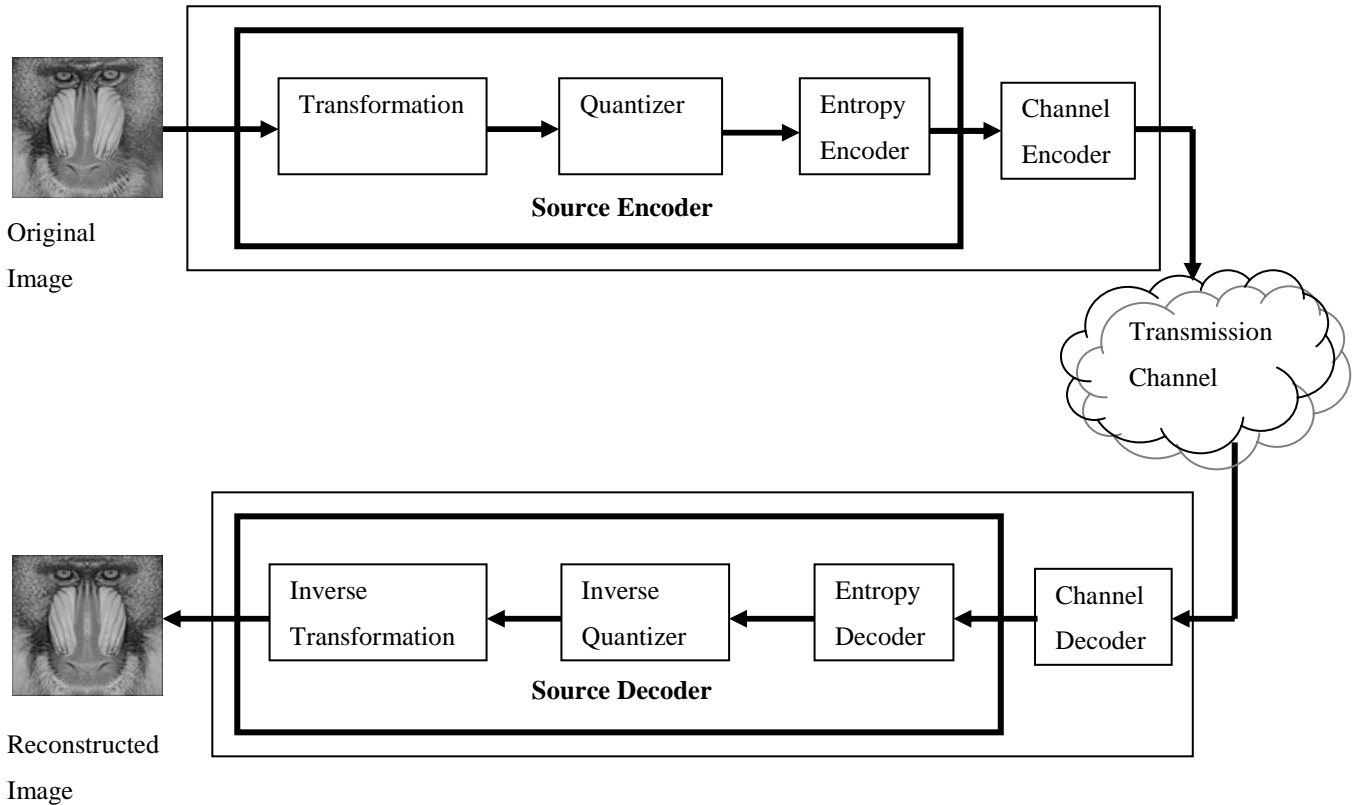 Original
Image
Transformation
Quantizer
Entropy
Encoder
Source Encoder
Channel
Encoder
Transmission
Channel
Channel
Decoder
Entropy
Decoder
Inverse
Quantizer
Inverse
Transformation
Source Decoder
Reconstructed
Image